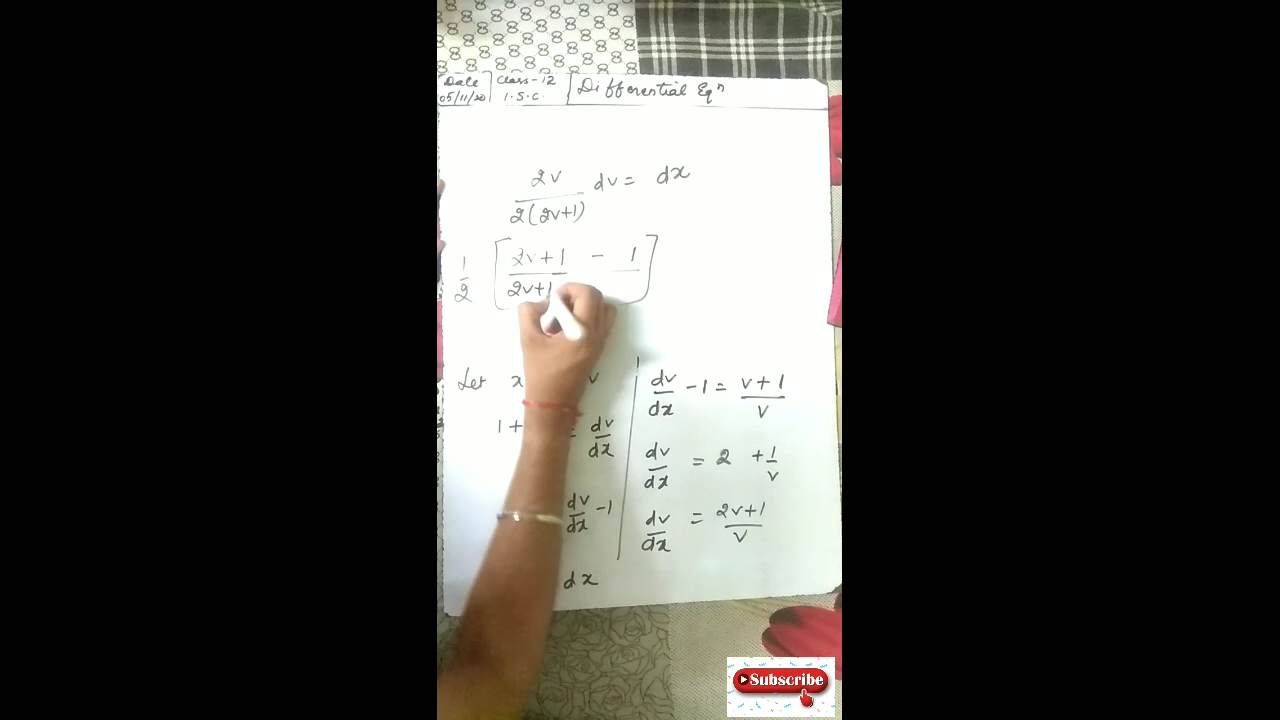 Date
05/11/20
Class-12
I.S.C.
Differential Eqⁿ
2v/2(2v+1) dv = dx
1/2 [2v+1/2v+1 - 1/]
Let x v
1 + = dv/dx
dv/dx - 1
dx
dv/dx - 1 = v+1/v
dv/dx = 2 + 1/v
dv/dx = 2v+1/v
Subscribe